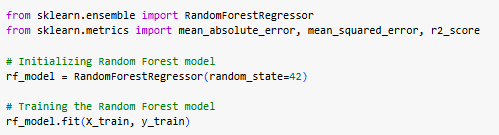 from sklearn.ensemble import RandomForestRegressor
from sklearn.metrics import mean_absolute_error, mean_squared_error, r2_score
# Initializing Random Forest model
rf_model = RandomForestRegressor(random_state=42)
# Training the Random Forest model
rf_model.fit(X_train, y_train)